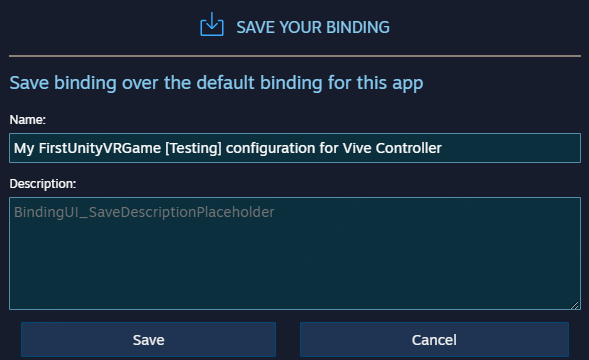 SAVE YOUR BINDING
Save binding over the default binding for this app
Name:
My FirstUnityVRGame [Testing] configuration for Vive Controller
Description:
BindingUI_SaveDescriptionPlaceholder
Save
Cancel